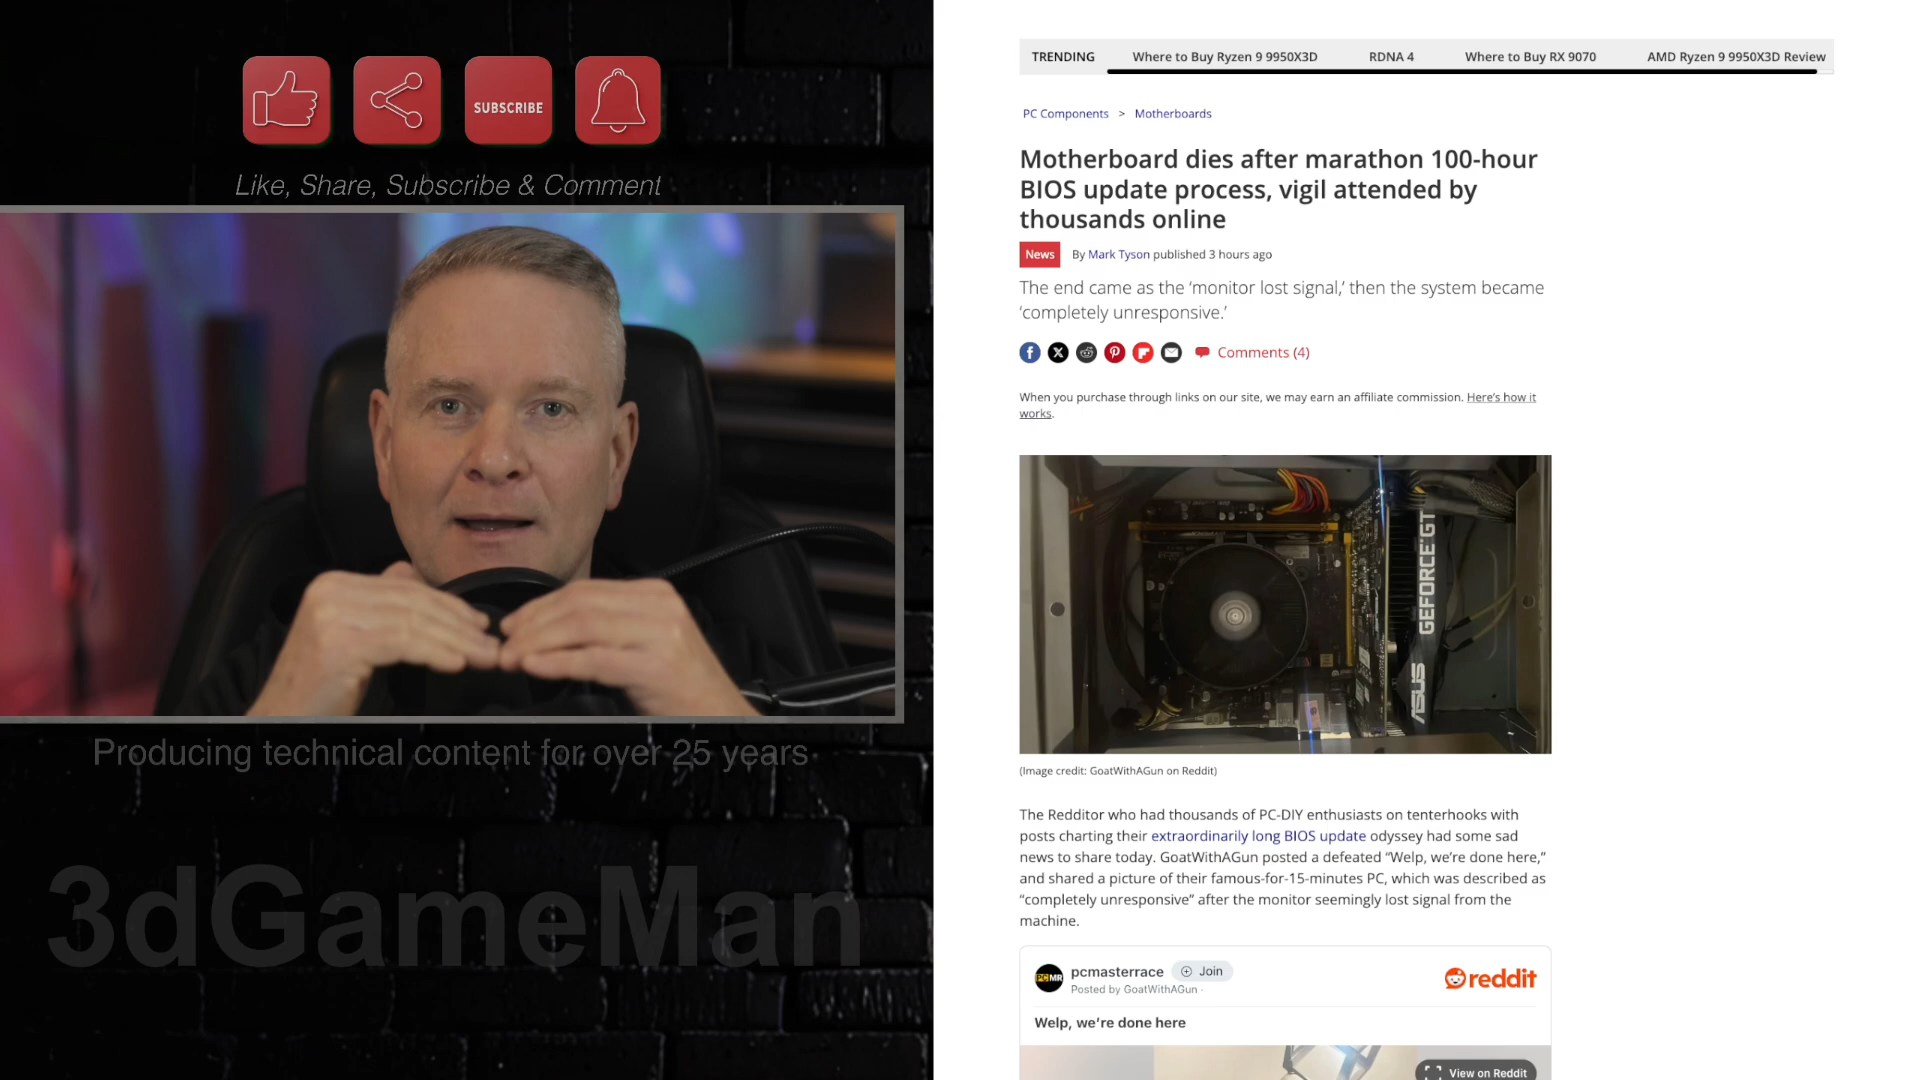 SUBSCRIBE
Like, Share, Subscribe & Comment
Producing technical content for over 25 years
3dGameMan
TRENDING Where to Buy Ryzen 9 9950X3D RDNA 4 Where to Buy RX 9070 AMD Ryzen 9 9950X3D Review
PC Components > Motherboards
Motherboard dies after marathon 100-hour
BIOS update process, vigil attended by
thousands online
News By Mark Tyson published 3 hours ago
The end came as the ‘monitor lost signal,’ then the system became
‘completely unresponsive.’
Comments (4)
When you purchase through links on our site, we may earn an affiliate commission. Here’s how it
works.
GEFORCE GT
ASUS
(Image credit: GoatWithAGun on Reddit)
The Redditor who had thousands of PC-DIY enthusiasts on tenterhooks with
posts charting their extraordinarily long BIOS update odyssey had some sad
news to share today. GoatWithAGun posted a defeated “Welp, we’re done here,”
and shared a picture of their famous-for-15-minutes PC, which was described as
“completely unresponsive” after the monitor seemingly lost signal from the
machine.
PCMR pcmasterrace Join
reddit
Posted by GoatWithAGun ·
Welp, we’re done here
View on Reddit